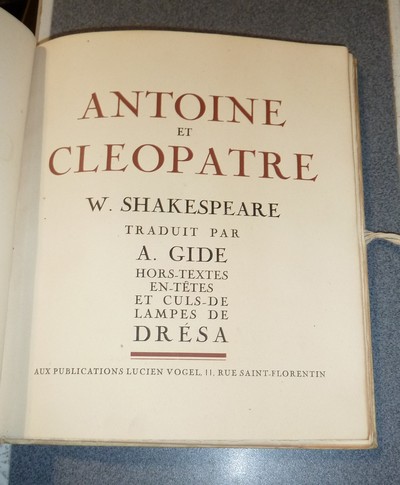 ANTOINE
ET
CLEOPATRE
W. SHAKESPEARE
TRADUIT PAR
A. GIDE
HORS-TEXTES
EN-TÊTES
ET CULS-DE
LAMPES DE
DRÉSA
AUX PUBLICATIONS LUCIEN VOGEL, 11, RUE SAINT-FLORENTIN